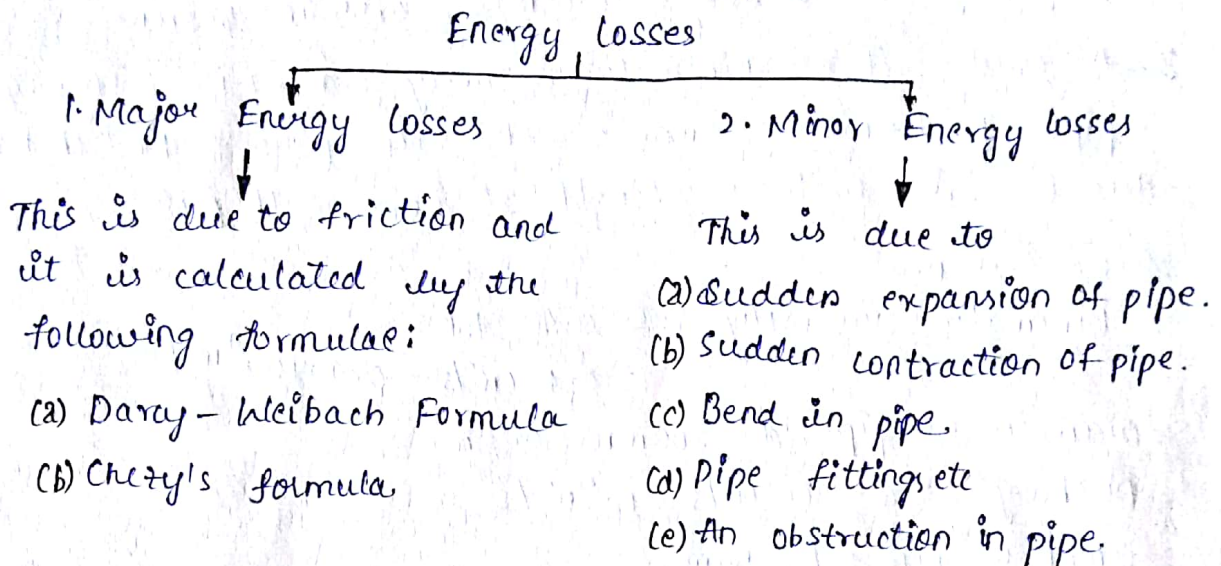 Energy losses
1. Major Energy losses
2. Minor Energy losses
This is due to friction and
it is calculated by the
following formulae:
(a) Darcy - Weibach Formula
(b) Chezy's formula
This is due to
(a) Sudden expansion of pipe.
(b) Sudden contraction of pipe.
(c) Bend in pipe.
(d) Pipe fittings etc
(e) An obstruction in pipe.